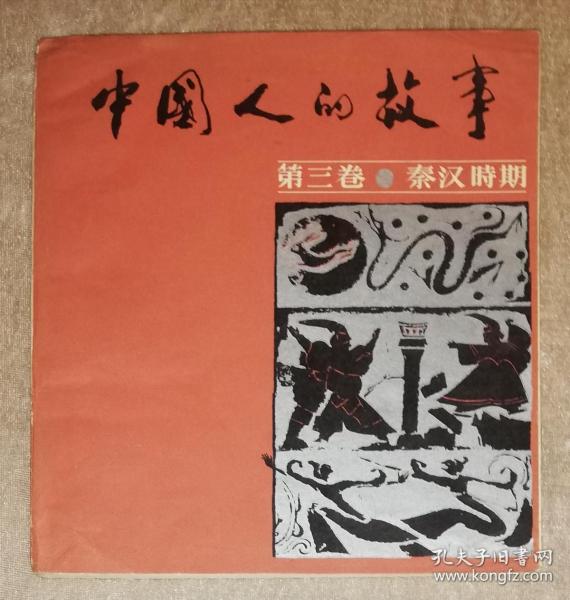 中國人的故事
第三卷 秦汉時期
孔夫子旧书网
www.kongfz.com